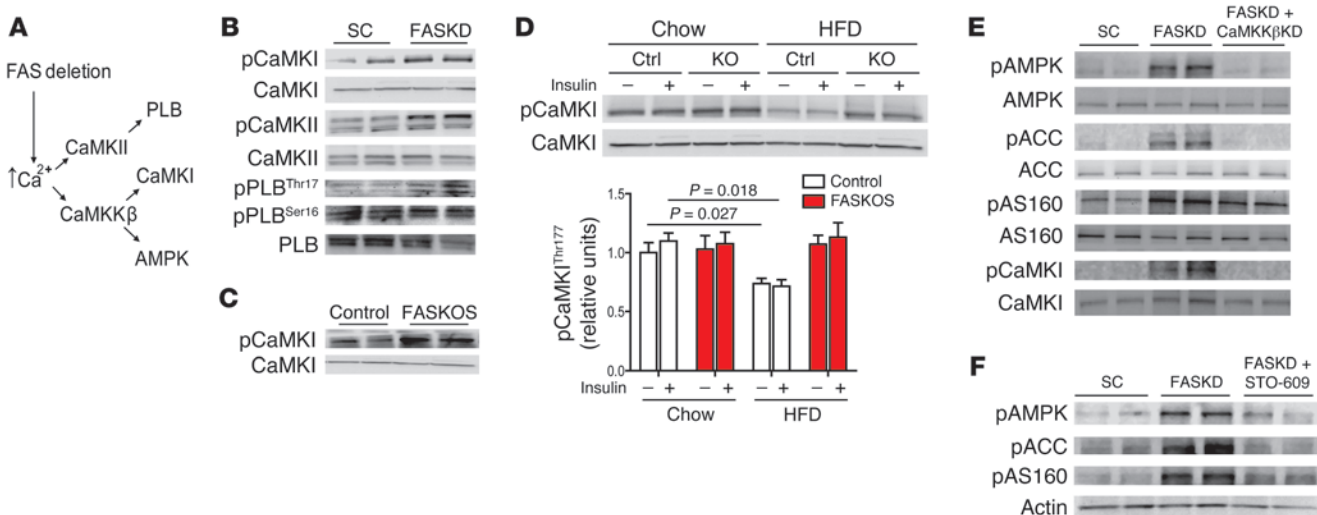 A
FAS deletion
↑Ca2+
CaMKII
PLB
CaMKKβ
CaMKI
AMPK
B
SC FASKD
pCaMKI
CaMKI
pCaMKII
CaMKII
pPLBThr17
pPLBSer16
PLB
C
Control FASKOS
pCaMKI
CaMKI
D
Chow HFD
Ctrl KO Ctrl KO
Insulin – + – + – + – +
pCaMKI
CaMKI
Control
FASKOS
P = 0.018
P = 0.027
pCaMKIThr177
(relative units)
1.5
1.0
0.5
0.0
Insulin – + – + – + – +
Chow HFD
E
SC FASKD FASKD +
CaMKKβKD
pAMPK
AMPK
pACC
ACC
pAS160
AS160
pCaMKI
CaMKI
F
SC FASKD FASKD +
STO-609
pAMPK
pACC
pAS160
Actin